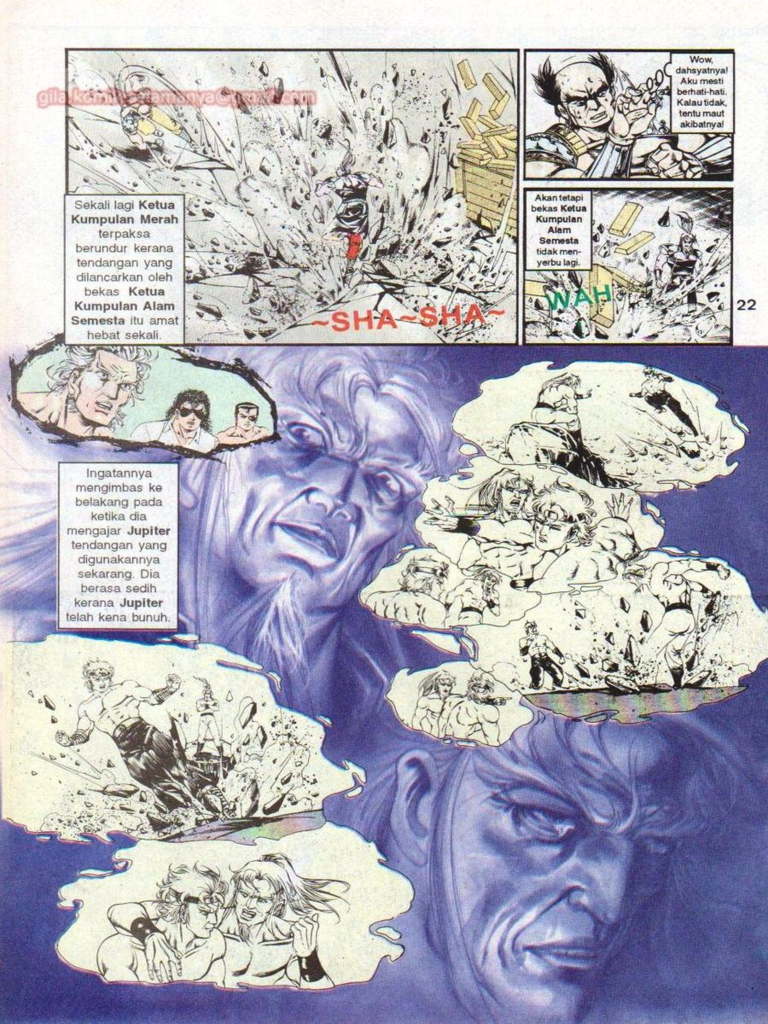 Sekali lagi Ketua
Kumpulan Merah
terpaksa
berundur kerana
tendangan yang
dilancarkan oleh
bekas Ketua
Kumpulan Alam
Semesta itu amat
hebat sekali.
~SHA~SHA~
Wow,
dahsyatnya!
Aku mesti
berhati-hati.
Kalau tidak,
tentu maut
akibatnya!
Akan tetapi
bekas Ketua
Kumpulan
Alam
Semesta
tidak men-
yerbu lagi.
WAH
22
Ingatannya
mengimbas ke
belakang pada
ketika dia
mengajar Jupiter
tendangan yang
digunakannya
sekarang. Dia
berasa sedih
kerana Jupiter
telah kena bunuh.